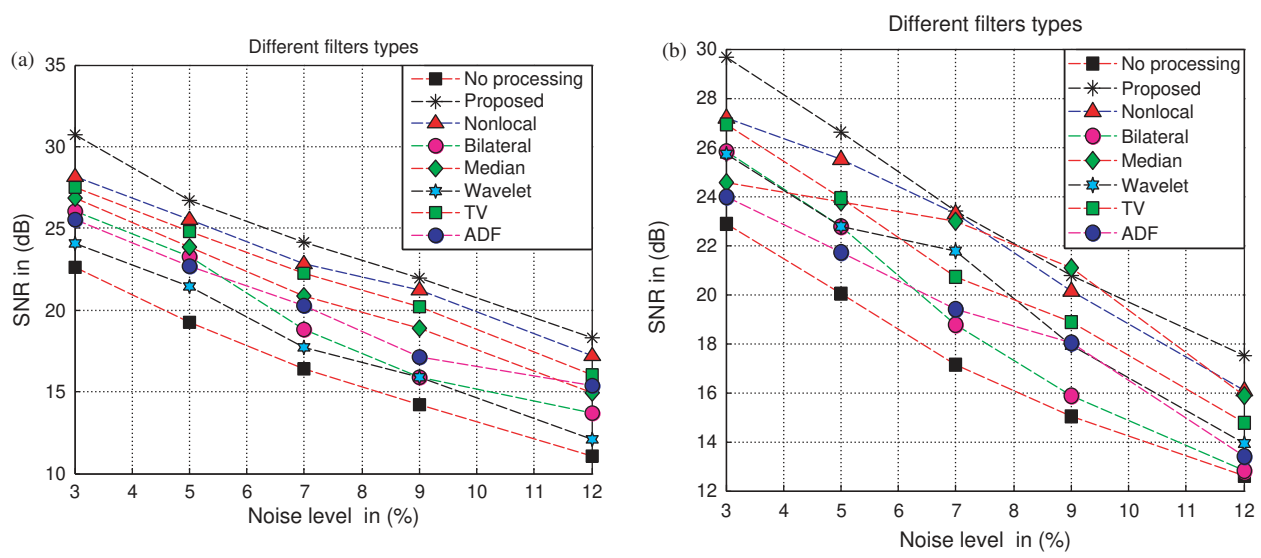 (a)
Different filters types
35
30
25
20
15
10
SNR in (dB)
3 4 5 6 7 8 9 10 11 12
Noise level in (%)
No processing
Proposed
Nonlocal
Bilateral
Median
Wavelet
TV
ADF
(b)
Different filters types
30
28
26
24
22
20
18
16
14
12
SNR in (dB)
3 4 5 6 7 8 9 10 11 12
Noise level in (%)
No processing
Proposed
Nonlocal
Bilateral
Median
Wavelet
TV
ADF